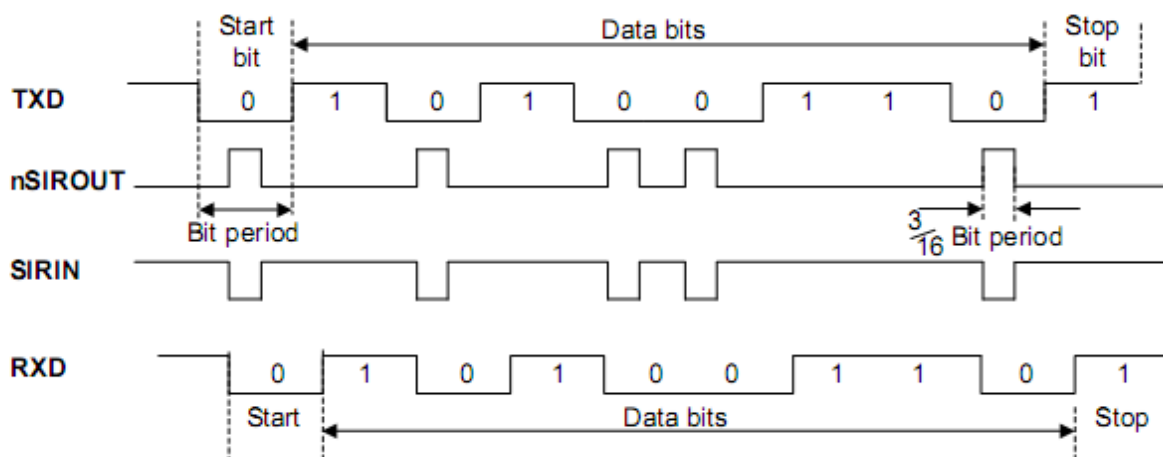 Start bit
Data bits
Stop bit
TXD
0 1 0 1 0 0 1 1 0 1
nSIROUT
Bit period
3/16 Bit period
SIRIN
RXD
0 1 0 1 0 0 1 1 0 1
Start
Data bits
Stop